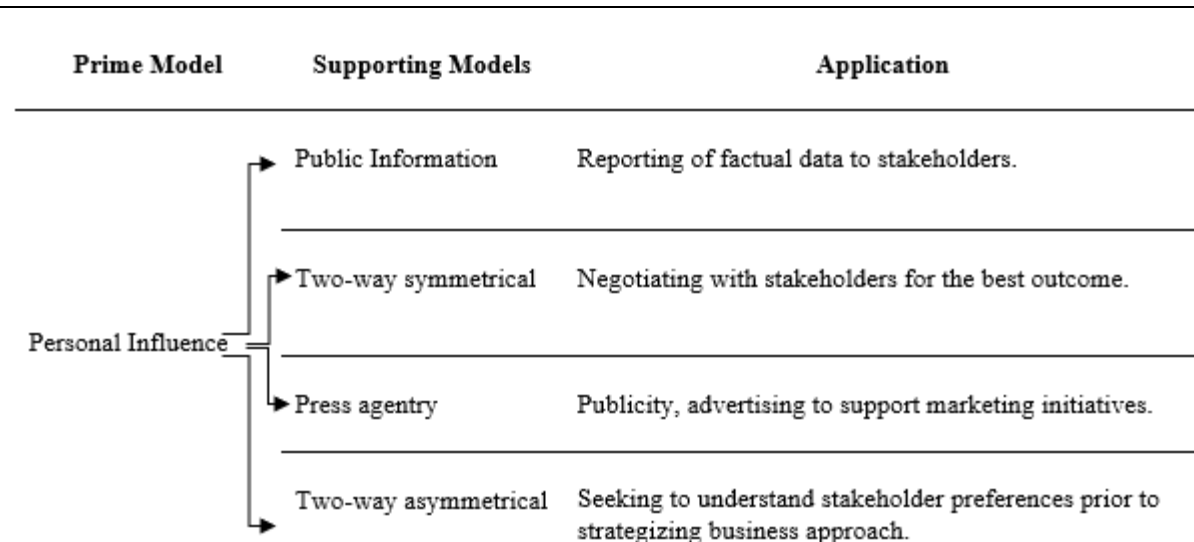 Prime Model Supporting Models Application
Public Information Reporting of factual data to stakeholders.
Two-way symmetrical Negotiating with stakeholders for the best outcome.
Personal Influence
Press agentry Publicity, advertising to support marketing initiatives.
Two-way asymmetrical Seeking to understand stakeholder preferences prior to
strategizing business approach.